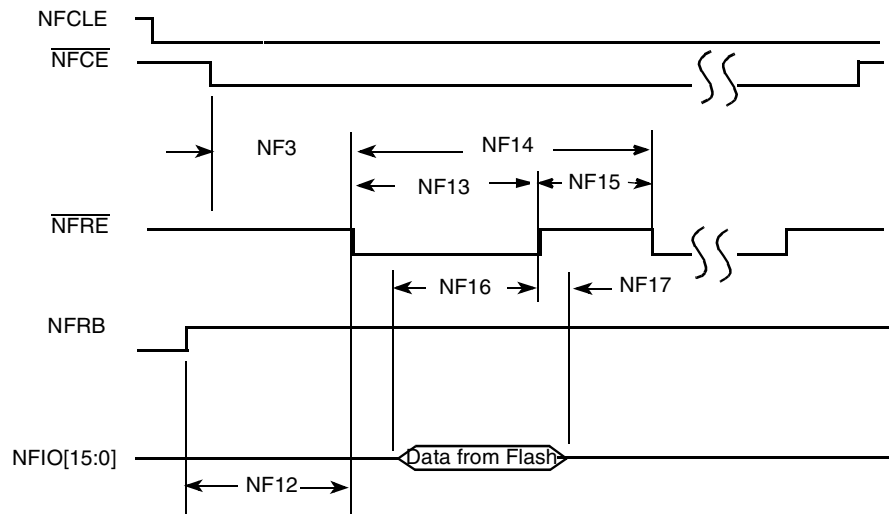 NFCLE
NFCE
NF3
NF14
NF13
NF15
NFRE
NF16
NF17
NFRB
NFIO[15:0]
Data from Flash
NF12